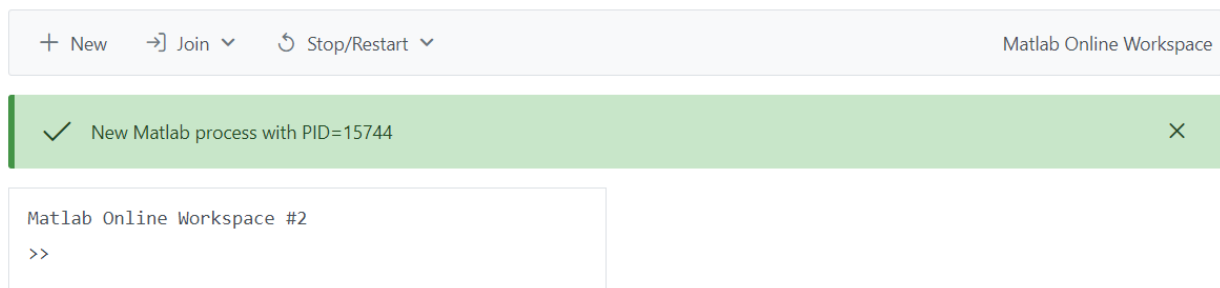 New Join Stop/Restart Matlab Online Workspace
New Matlab process with PID=15744
Matlab Online Workspace #2
>>